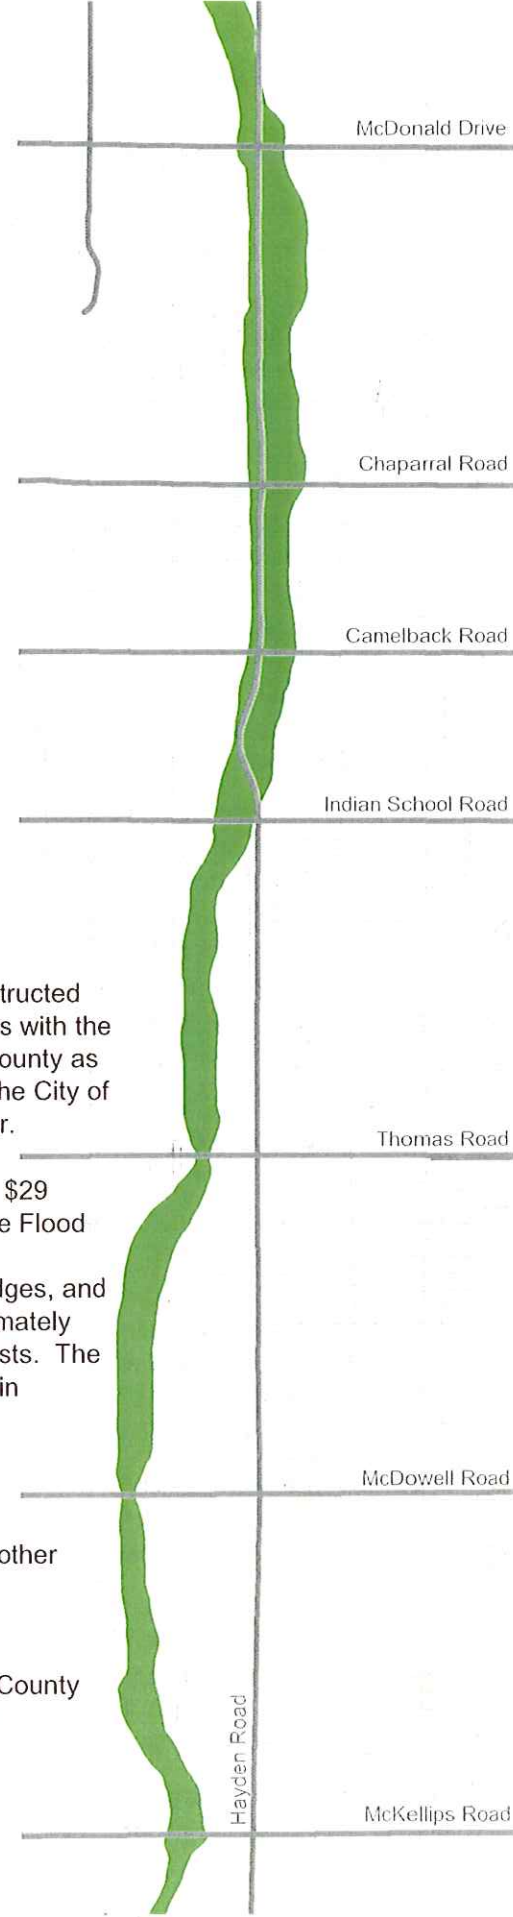 McDonald Drive
Chaparral Road
Camelback Road
Indian School Road
tructed
s with the
ounty as
he City of
r.
Thomas Road
$29
e Flood
dges, and
mately
sts. The
in
McDowell Road
other
County
Hayden Road
McKellips Road